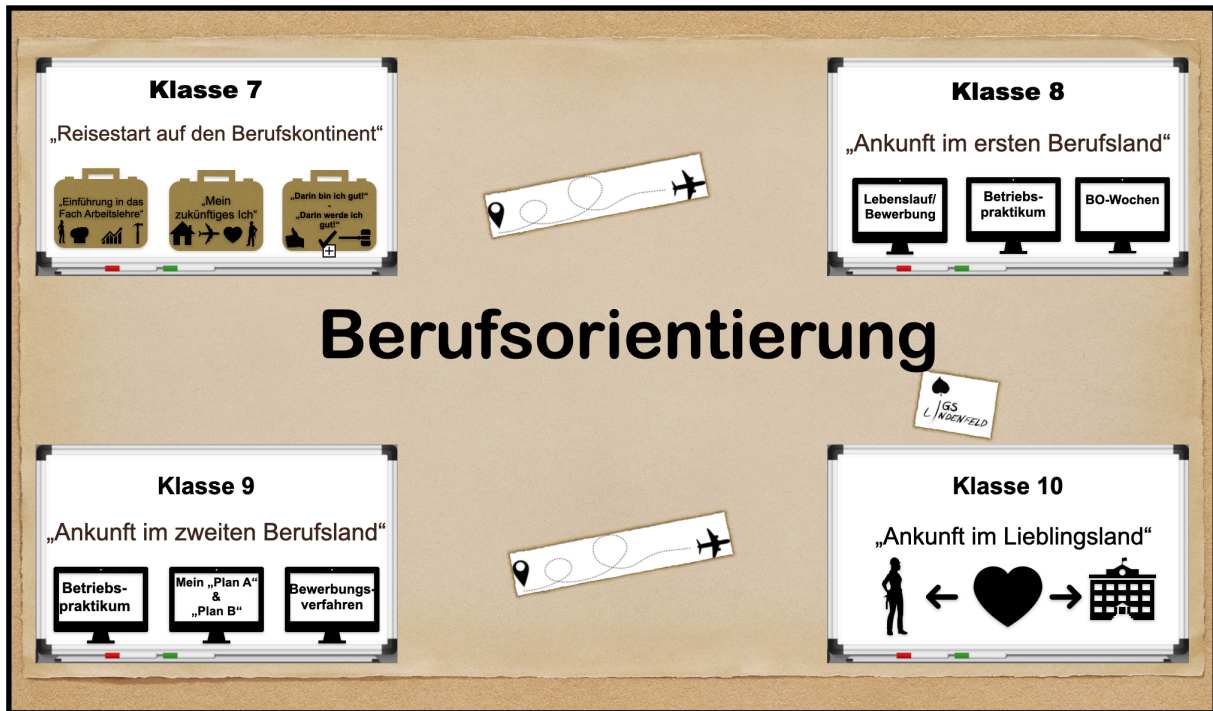 Klasse 7
„Reisestart auf den Berufskontinent“
„Einführung in das
Fach Arbeitslehre“
„Mein
zukünftiges Ich“
„Darin bin ich gut!“
-
„Darin werde ich
gut!“
Klasse 8
„Ankunft im ersten Berufsland“
Lebenslauf/
Bewerbung
Betriebs-
praktikum
BO-Wochen
Berufsorientierung
IGS
LINDENFELD
Klasse 9
„Ankunft im zweiten Berufsland“
Betriebs-
praktikum
Mein „Plan A“
&
„Plan B“
Bewerbungs-
verfahren
Klasse 10
„Ankunft im Lieblingsland“